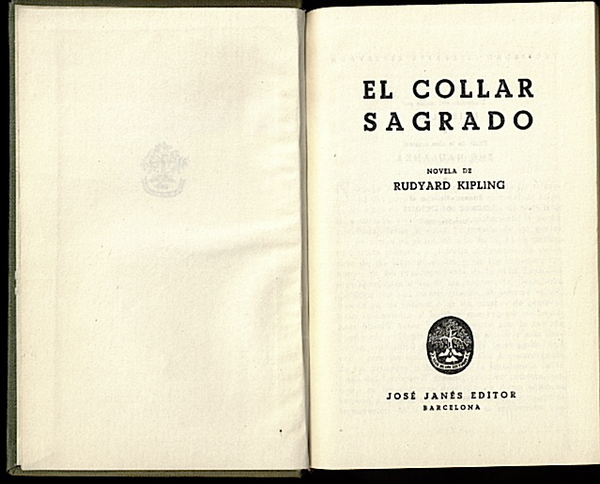 EL COLLAR
SAGRADO
NOVELA DE
RUDYARD KIPLING
JOSÉ JANÉS EDITOR
BARCELONA